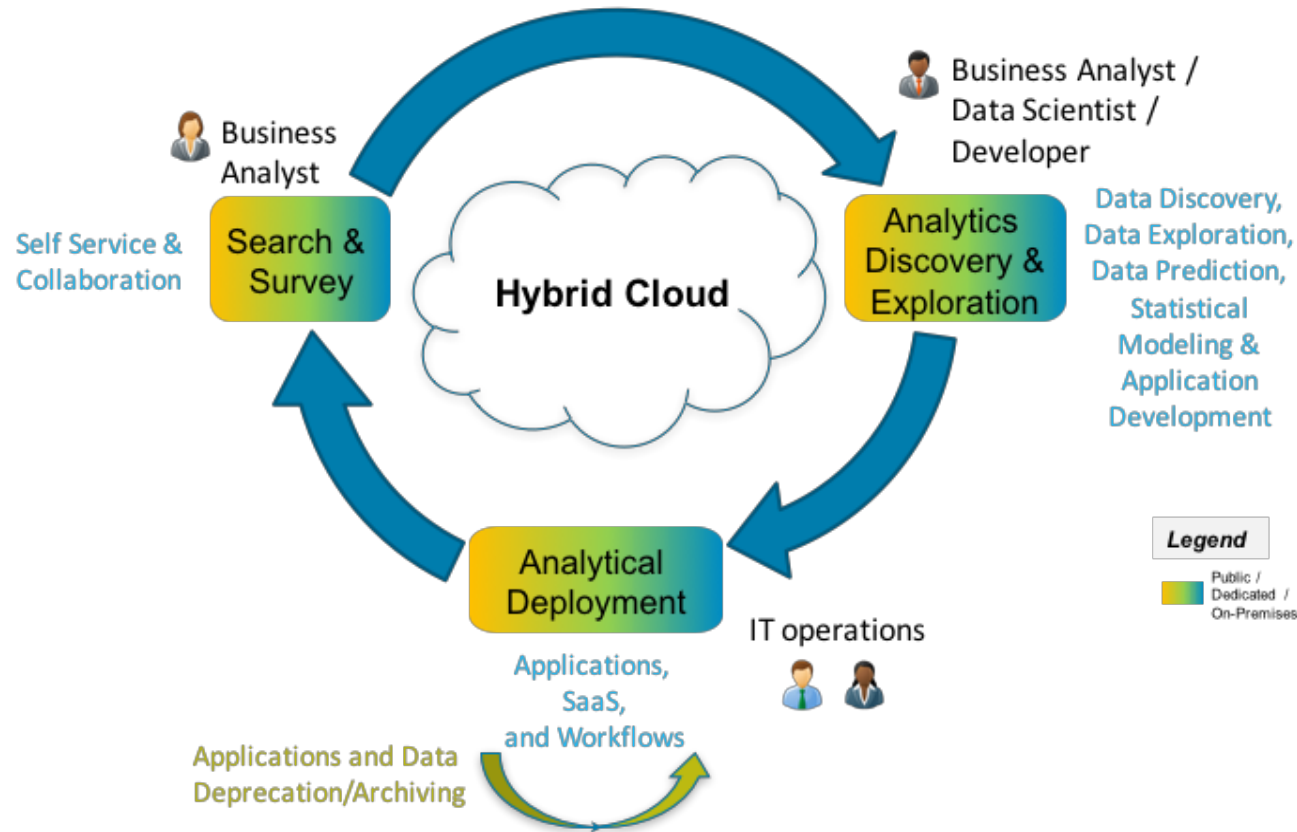 Business
Analyst
Business Analyst /
Data Scientist /
Developer
Self Service &
Collaboration
Search &
Survey
Hybrid Cloud
Analytics
Discovery &
Exploration
Data Discovery,
Data Exploration,
Data Prediction,
Statistical
Modeling &
Application
Development
Analytical
Deployment
IT operations
Applications,
SaaS,
and Workflows
Applications and Data
Deprecation/Archiving
Legend
Public /
Dedicated /
On-Premises